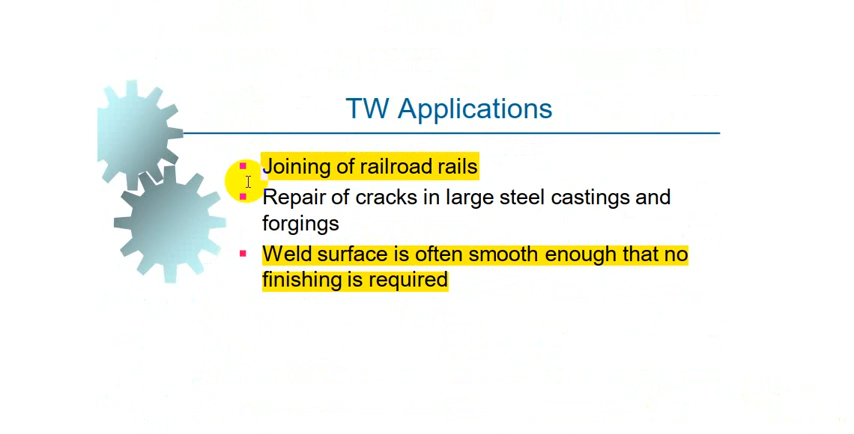 TW Applications
Joining of railroad rails
Repair of cracks in large steel castings and
forgings
Weld surface is often smooth enough that no
finishing is required